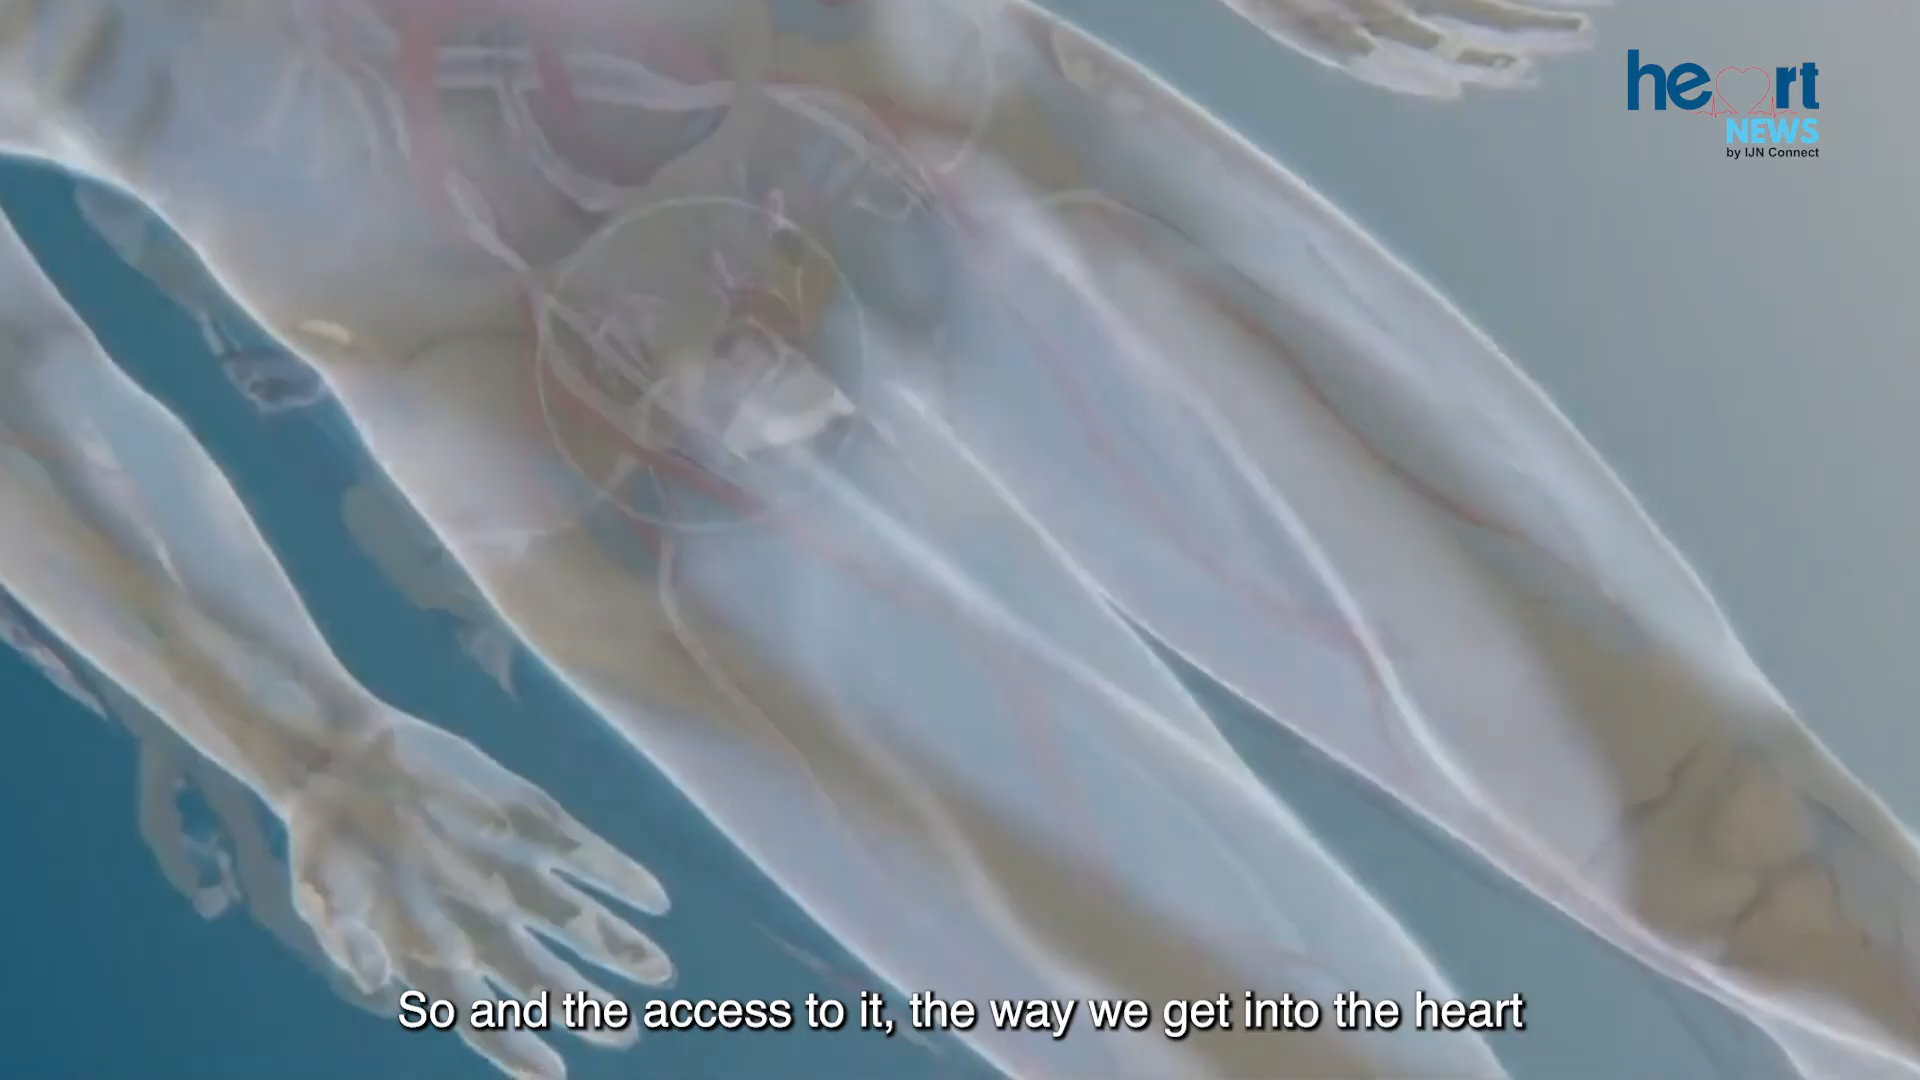 heart
NEWS
by IJN Connect
So and the access to it, the way we get into the heart